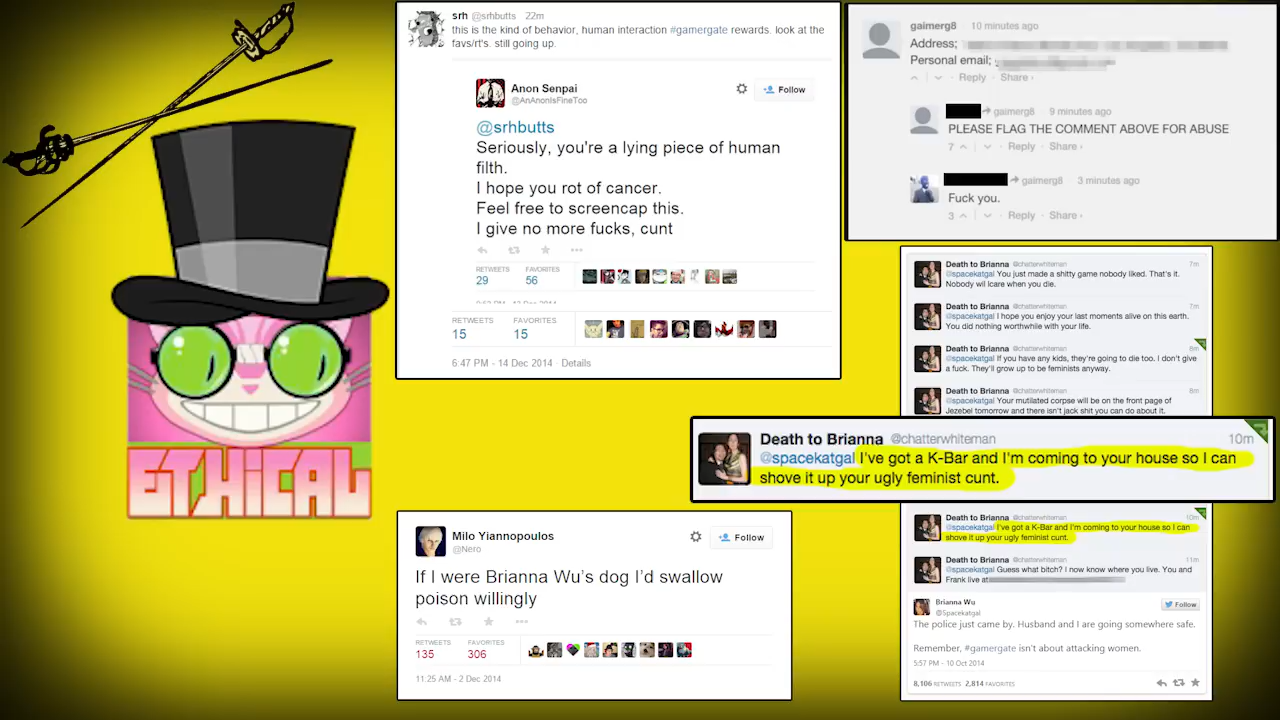 srh @srhbutts 22m
this is the kind of behavior, human interaction #gamergate rewards. look at the
favs/rt's. still going up.
Anon Senpai
@AnAnonIsFineToo
Follow
@srhbutts
Seriously, you're a lying piece of human
filth.
I hope you rot of cancer.
Feel free to screencap this.
I give no more fucks, cunt
RETWEETS FAVORITES
29 56
RETWEETS FAVORITES
15 15
6:47 PM - 14 Dec 2014 · Details
gaimerg8 10 minutes ago
Address;
Personal email;
Reply · Share ›
gaimerg8 9 minutes ago
PLEASE FLAG THE COMMENT ABOVE FOR ABUSE
7 Reply · Share ›
gaimerg8 3 minutes ago
Fuck you.
3 Reply · Share ›
Death to Brianna @chatterwhiteman 7m
@spacekatgal You just made a shitty game nobody liked. That's it.
Nobody wil lcare when you die.
Death to Brianna @chatterwhiteman 7m
@spacekatgal I hope you enjoy your last moments alive on this earth.
You did nothing worthwhile with your life.
Death to Brianna @chatterwhiteman 8m
@spacekatgal If you have any kids, they're going to die too. I don't give
a fuck. They'll grow up to be feminists anyway.
Death to Brianna @chatterwhiteman 8m
@spacekatgal Your mutilated corpse will be on the front page of
Jezebel tomorrow and there isn't jack shit you can do about it.
Death to Brianna @chatterwhiteman 10m
@spacekatgal I've got a K-Bar and I'm coming to your house so I can
shove it up your ugly feminist cunt.
ETHICAL
Death to Brianna @chatterwhiteman 10m
@spacekatgal I've got a K-Bar and I'm coming to your house so I can
shove it up your ugly feminist cunt.
Death to Brianna @chatterwhiteman 11m
@spacekatgal Guess what bitch? I now know where you live. You and
Frank live at
Brianna Wu
@Spacekatgal
Follow
The police just came by. Husband and I are going somewhere safe.
Remember, #gamergate isn't about attacking women.
5:57 PM - 10 Oct 2014
8,106 RETWEETS 2,814 FAVORITES
Milo Yiannopoulos
@Nero
Follow
If I were Brianna Wu's dog I'd swallow
poison willingly
RETWEETS FAVORITES
135 306
11:25 AM - 2 Dec 2014